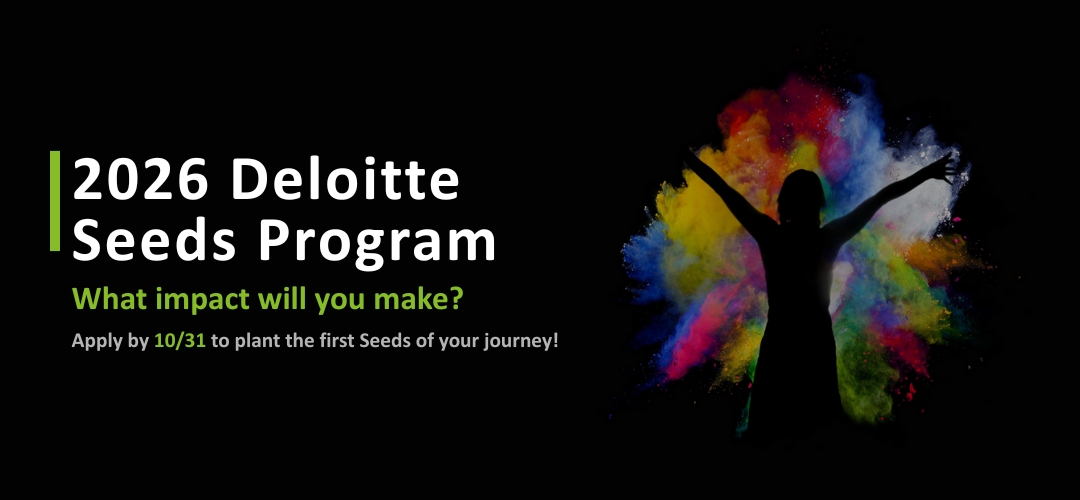 2026 Deloitte
Seeds Program
What impact will you make?
Apply by 10/31 to plant the first Seeds of your journey!